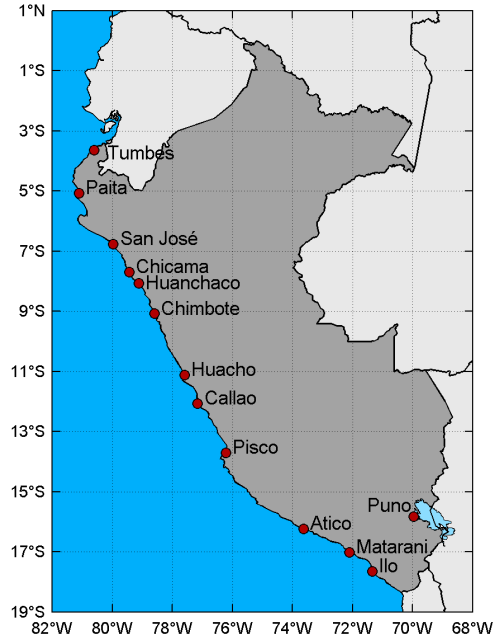 1°N
1°S
3°S
Tumbes
Paita
5°S
San José
7°S
Chicama
Huanchaco
9°S
Chimbote
Huacho
11°S
Callao
13°S
Pisco
15°S
Puno
Atico
Matarani
17°S
Ilo
19°S
82°W 80°W 78°W 76°W 74°W 72°W 70°W 68°W